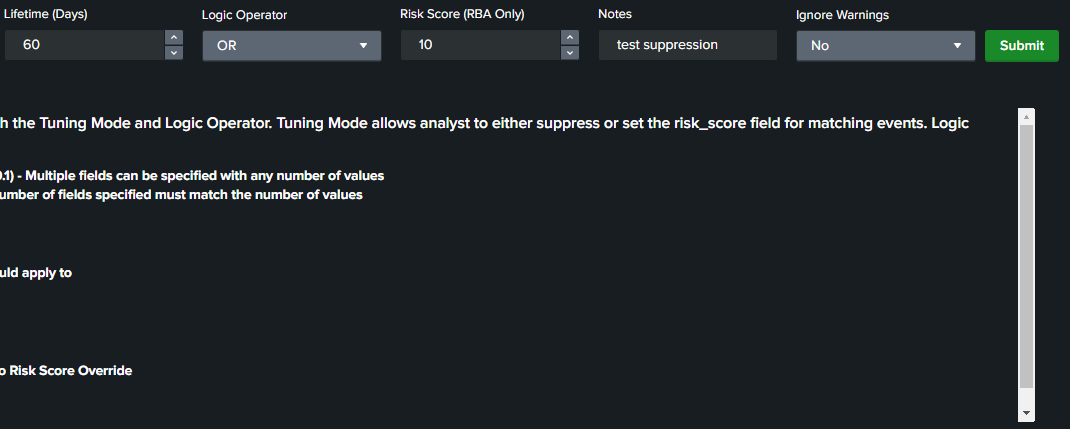 Lifetime (Days) Logic Operator Risk Score (RBA Only) Notes Ignore Warnings
60 OR 10 test suppression No Submit
h the Tuning Mode and Logic Operator. Tuning Mode allows analyst to either suppress or set the risk_score field for matching events. Logic
.1) - Multiple fields can be specified with any number of values
umber of fields specified must match the number of values
uld apply to
o Risk Score Override